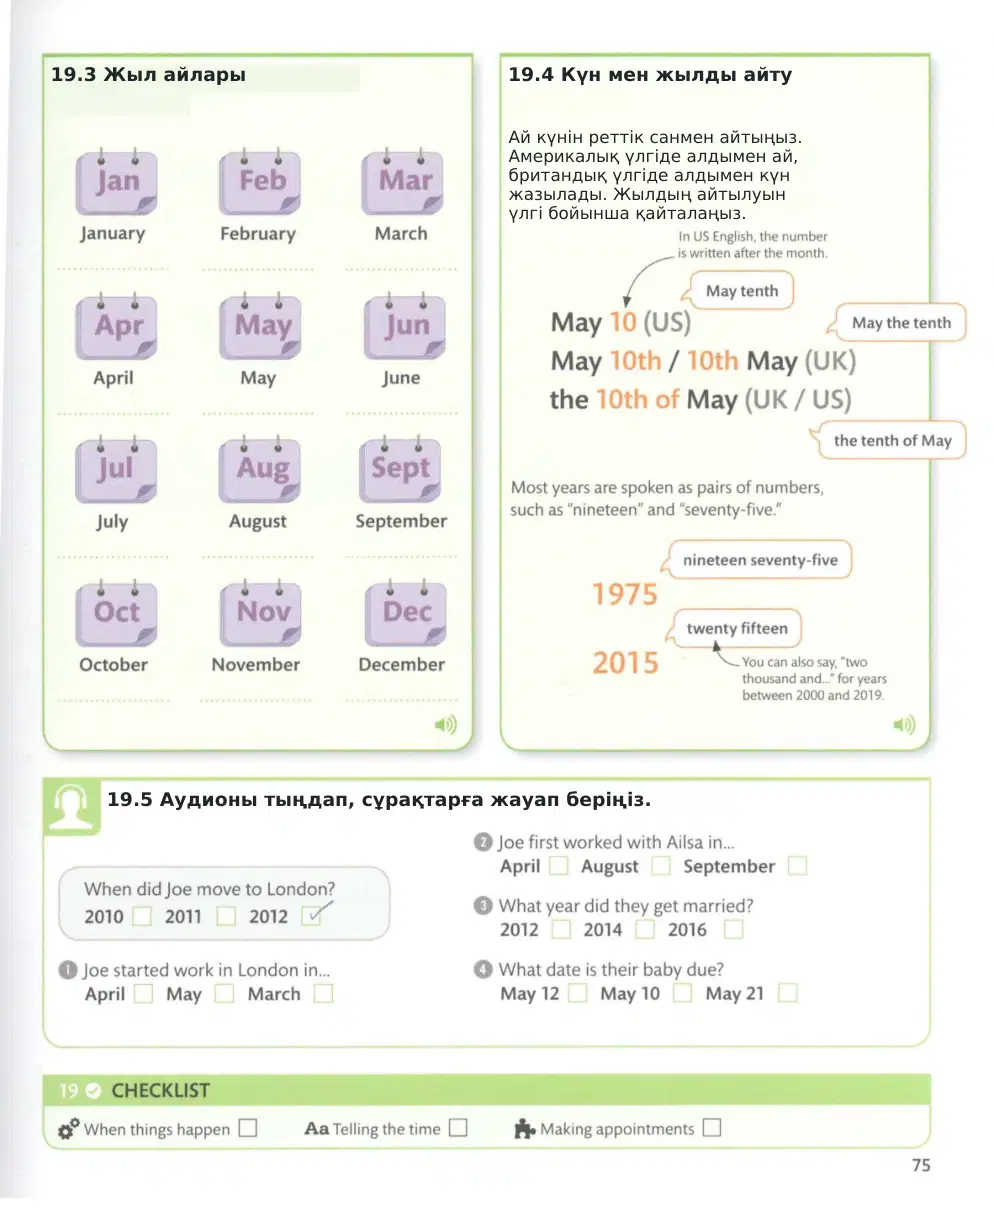 19.3 Жыл айлары
Jan Feb Mar
January February March
Apr May Jun
April May June
Jul Aug Sept
July August September
Oct Nov Dec
October November December
19.4 Күн мен жылды айту
Ай күнін реттік санмен айтыңыз.
Америкалық үлгіде алдымен ай,
британдық үлгіде алдымен күн
жазылады. Жылдың айтылуын
үлгі бойынша қайталаңыз.
In US English, the number
is written after the month.
May tenth
May 10 (US)
May the tenth
May 10th / 10th May (UK)
the 10th of May (UK / US)
the tenth of May
Most years are spoken as pairs of numbers,
such as “nineteen” and “seventy-five.”
nineteen seventy-five
1975
twenty fifteen
2015
You can also say, “two
thousand and...” for years
between 2000 and 2019.
19.5 Аудионы тыңдап, сұрақтарға жауап беріңіз.
When did Joe move to London?
2010 2011 2012
1 Joe started work in London in...
April May March
2 Joe first worked with Ailsa in...
April August September
3 What year did they get married?
2012 2014 2016
4 What date is their baby due?
May 12 May 10 May 21
19 CHECKLIST
When things happen Aa Telling the time Making appointments
75